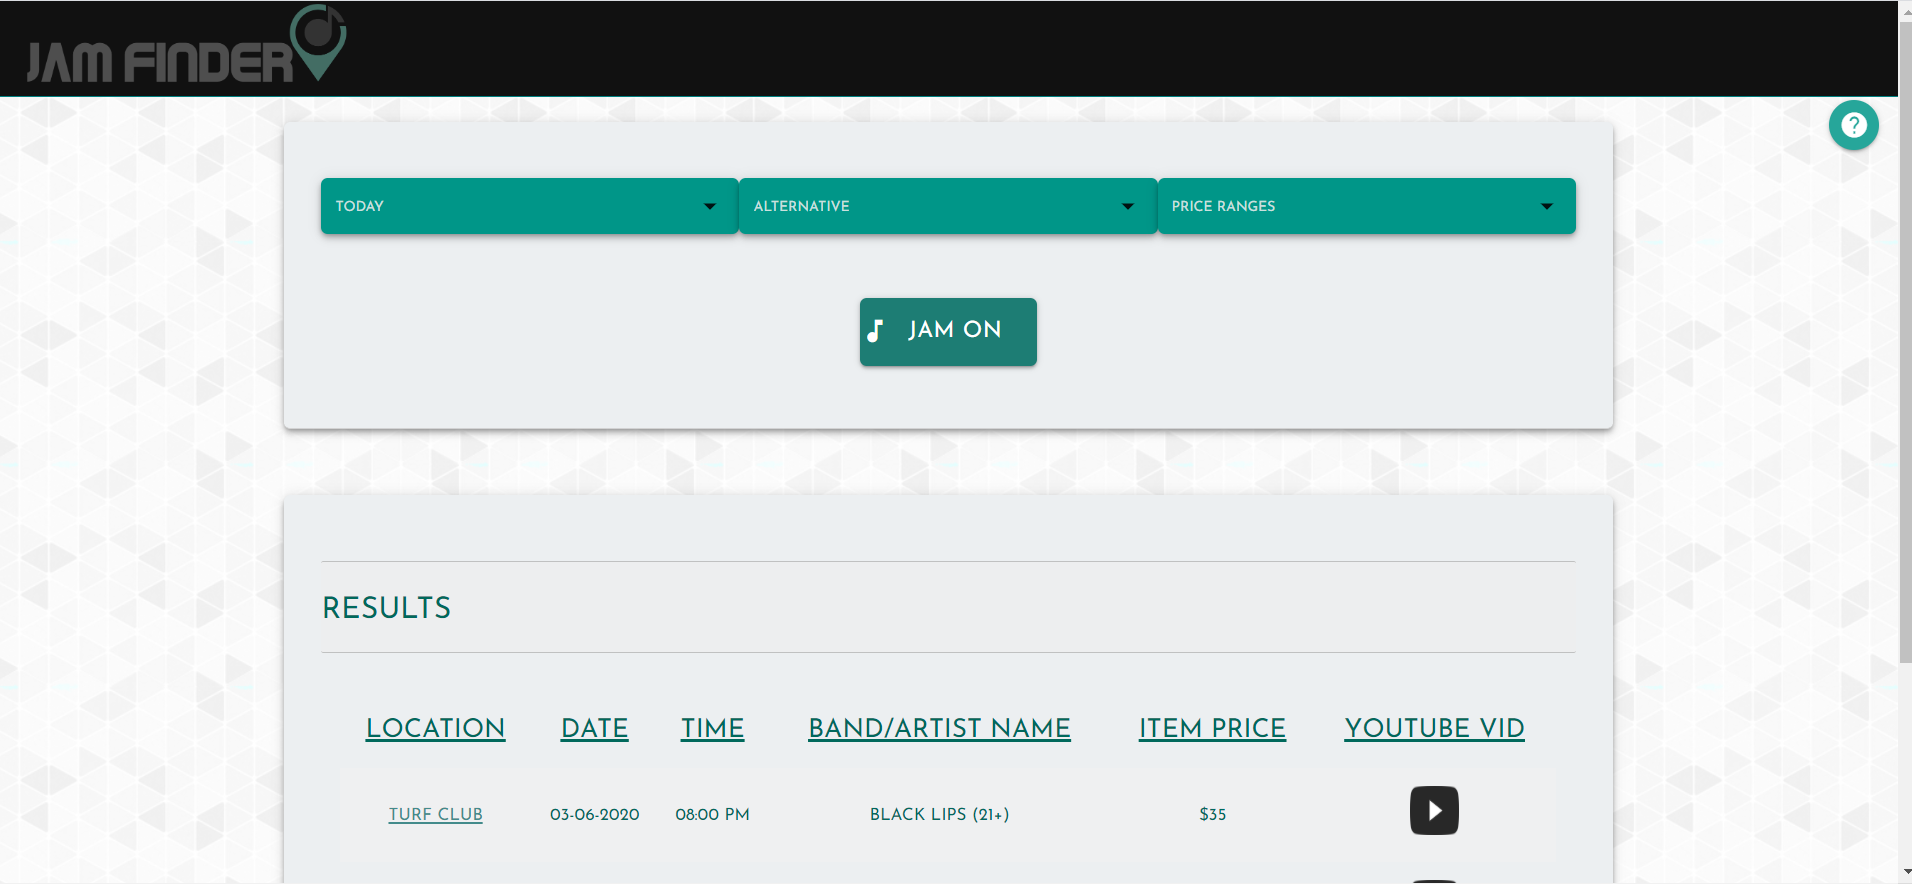 JAM FINDER
?
TODAY ALTERNATIVE PRICE RANGES
JAM ON
RESULTS
LOCATION DATE TIME BAND/ARTIST NAME ITEM PRICE YOUTUBE VID
TURF CLUB 03-06-2020 08:00 PM BLACK LIPS (21+) $35